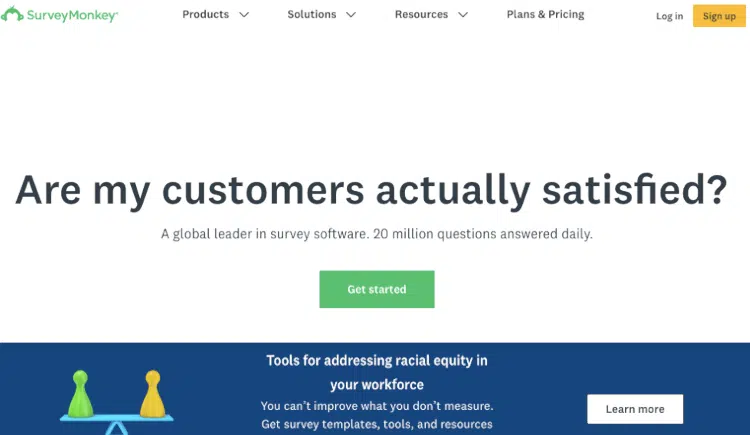 SurveyMonkey
Products Solutions Resources Plans & Pricing Log in Sign up
Are my customers actually satisfied?
A global leader in survey software. 20 million questions answered daily.
Get started
Tools for addressing racial equity in
your workforce
You can't improve what you don't measure.
Get survey templates, tools, and resources
Learn more